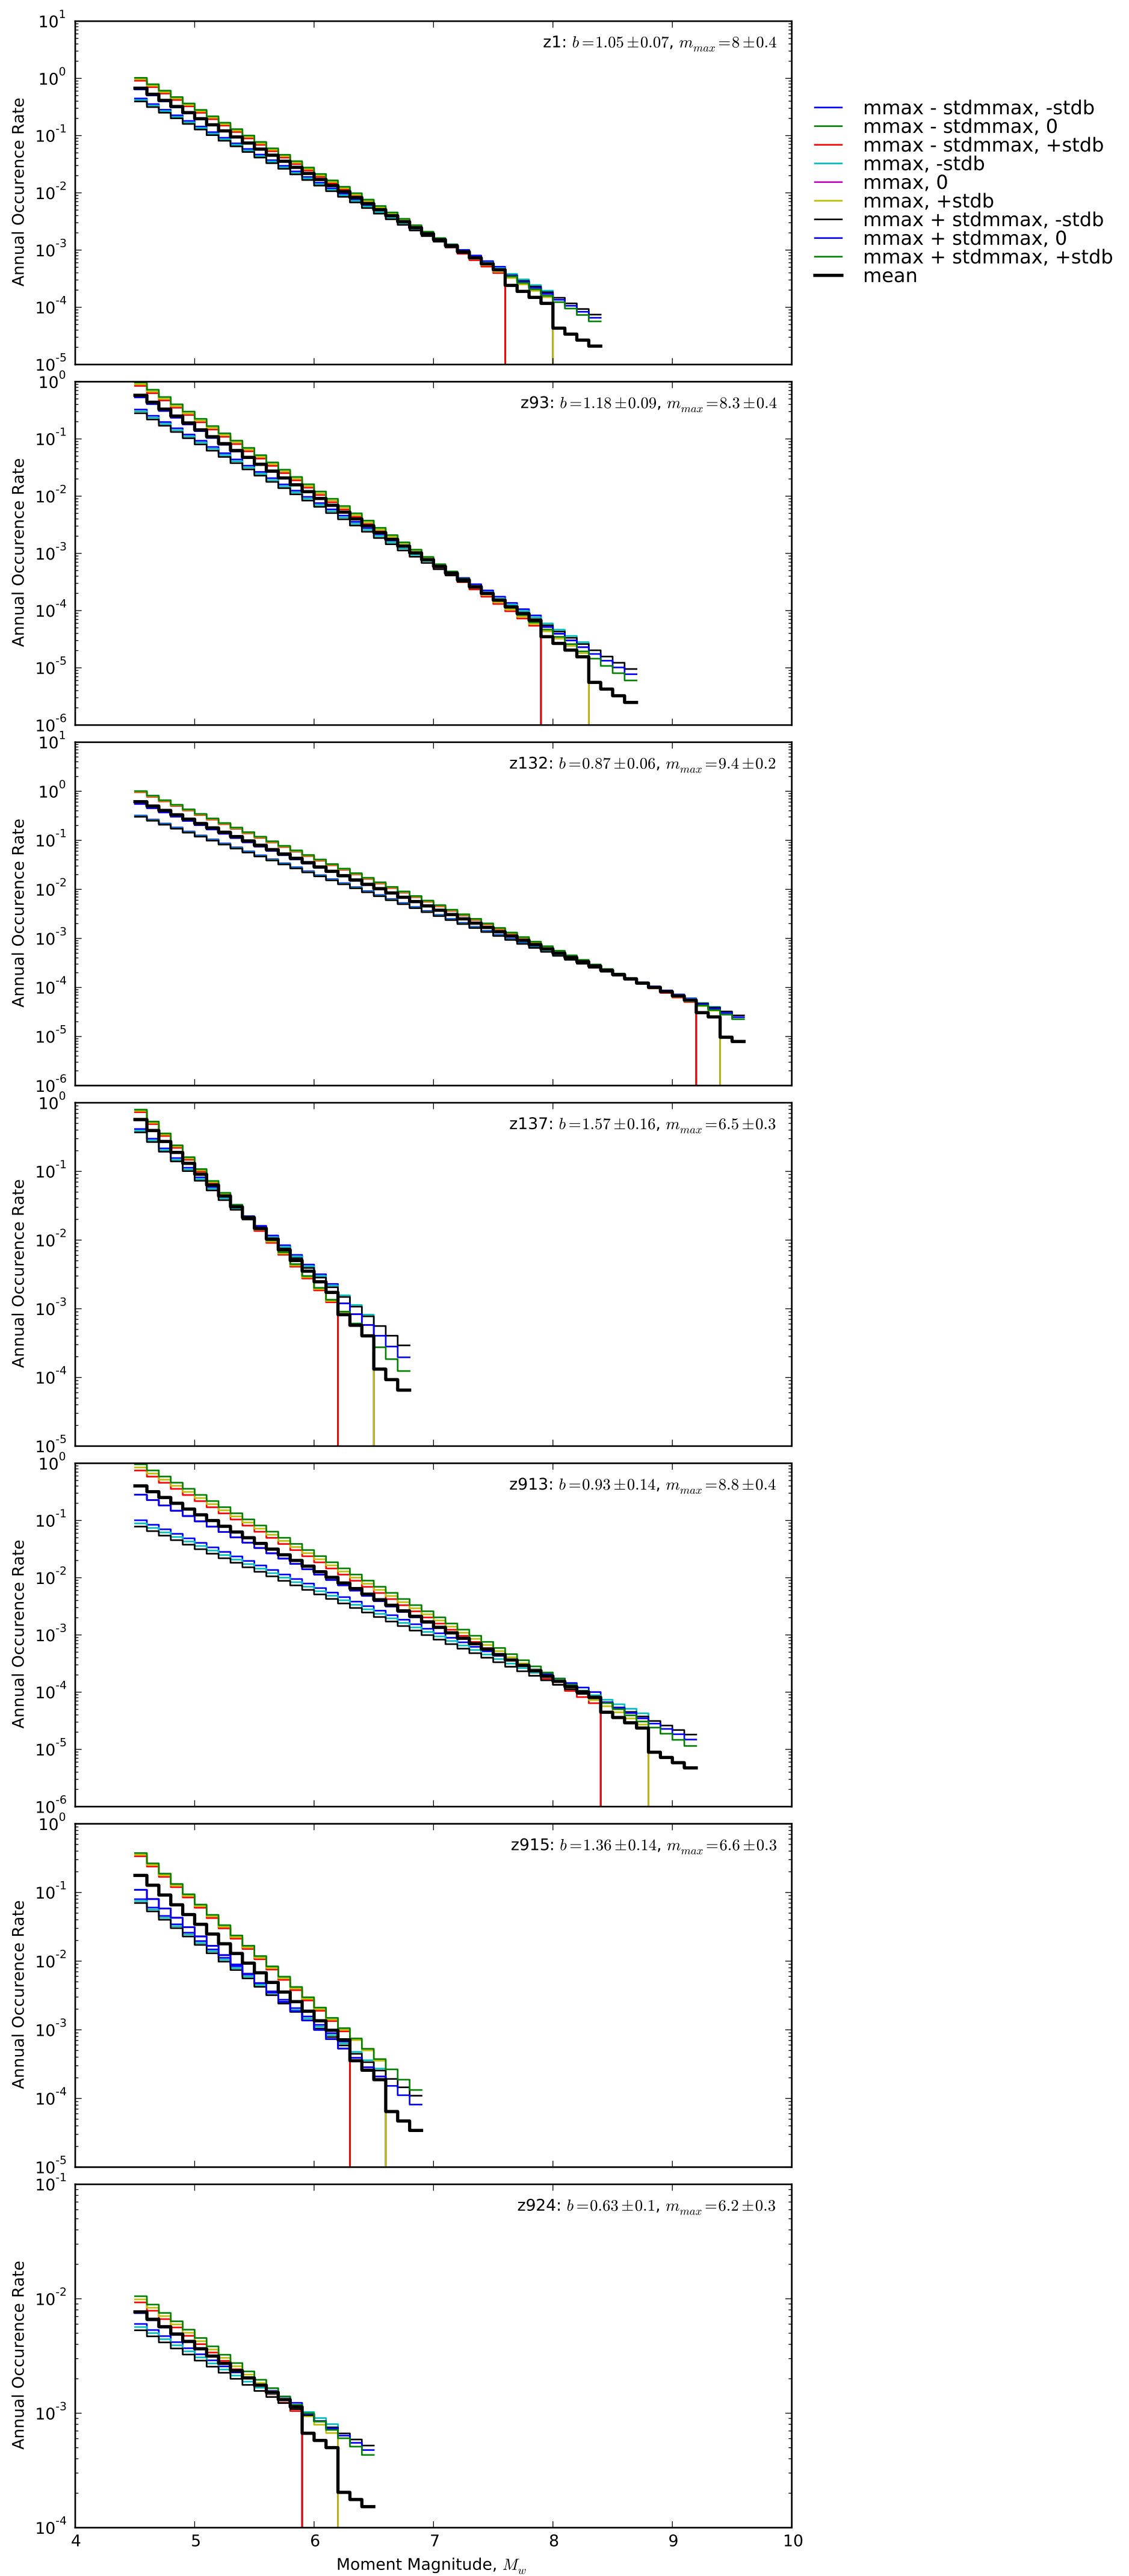 10^1
z1: b=1.05±0.07, m_max=8±0.4
10^0
10^-1
10^-2
10^-3
10^-4
10^-5
Annual Occurence Rate
mmax - stdmmax, -stdb
mmax - stdmmax, 0
mmax - stdmmax, +stdb
mmax, -stdb
mmax, 0
mmax, +stdb
mmax + stdmmax, -stdb
mmax + stdmmax, 0
mmax + stdmmax, +stdb
mean
10^0
z93: b=1.18±0.09, m_max=8.3±0.4
10^-1
10^-2
10^-3
10^-4
10^-5
10^-6
Annual Occurence Rate
10^1
z132: b=0.87±0.06, m_max=9.4±0.2
10^0
10^-1
10^-2
10^-3
10^-4
10^-5
10^-6
Annual Occurence Rate
10^0
z137: b=1.57±0.16, m_max=6.5±0.3
10^-1
10^-2
10^-3
10^-4
10^-5
Annual Occurence Rate
10^0
z913: b=0.93±0.14, m_max=8.8±0.4
10^-1
10^-2
10^-3
10^-4
10^-5
10^-6
Annual Occurence Rate
10^0
z915: b=1.36±0.14, m_max=6.6±0.3
10^-1
10^-2
10^-3
10^-4
10^-5
Annual Occurence Rate
10^-1
z924: b=0.63±0.1, m_max=6.2±0.3
10^-2
10^-3
10^-4
Annual Occurence Rate
4 5 6 7 8 9 10
Moment Magnitude, M_w